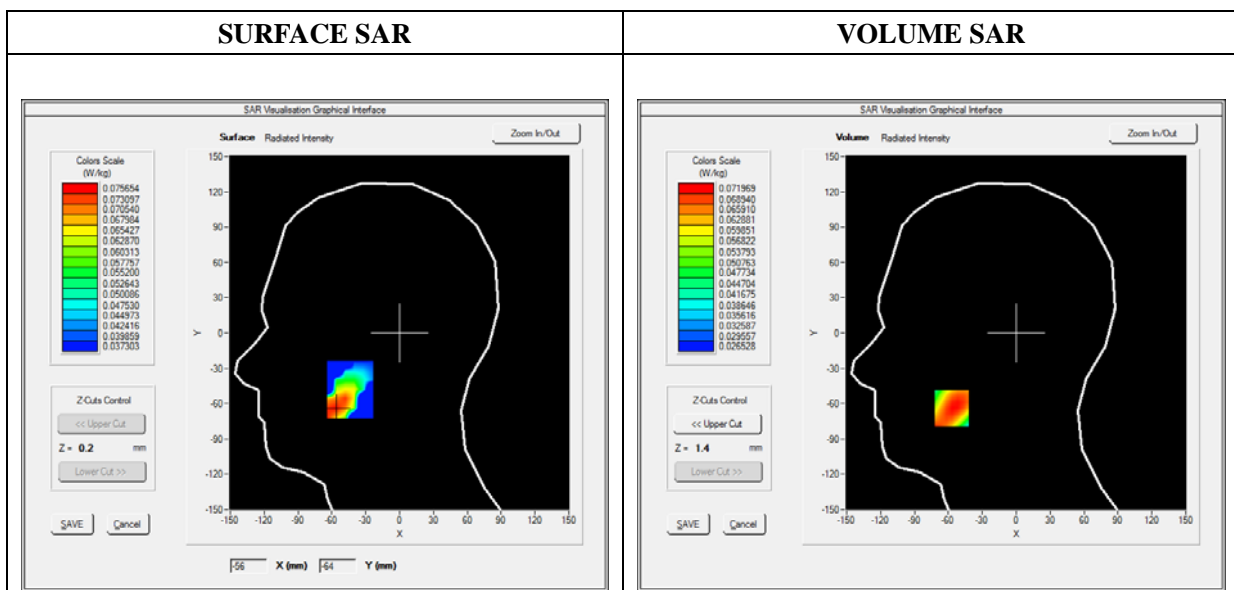 SURFACE SAR
VOLUME SAR
SAR Visualisation Graphical Interface
Surface Radiated Intensity
Zoom In/Out
Colors Scale
(W/kg)
0.075654
0.073097
0.070540
0.067984
0.065427
0.062870
0.060313
0.057757
0.055200
0.052643
0.050086
0.047530
0.044973
0.042416
0.039859
0.037303
150
120
90
60
30
0
-30
-60
-90
-120
-150
Y
-150 -120 -90 -60 -30 0 30 60 90 120 150
X
Z-Cuts Control
<< Upper Cut
Z = 0.2 mm
Lower Cut >>
SAVE Cancel
-56 X (mm) -64 Y (mm)
SAR Visualisation Graphical Interface
Volume Radiated Intensity
Zoom In/Out
Colors Scale
(W/kg)
0.071969
0.068940
0.065910
0.062881
0.059851
0.056822
0.053793
0.050763
0.047734
0.044704
0.041675
0.038646
0.035616
0.032587
0.029557
0.026528
150
120
90
60
30
0
-30
-60
-90
-120
-150
Y
-150 -120 -90 -60 -30 0 30 60 90 120 150
X
Z-Cuts Control
<< Upper Cut
Z = 1.4 mm
Lower Cut >>
SAVE Cancel